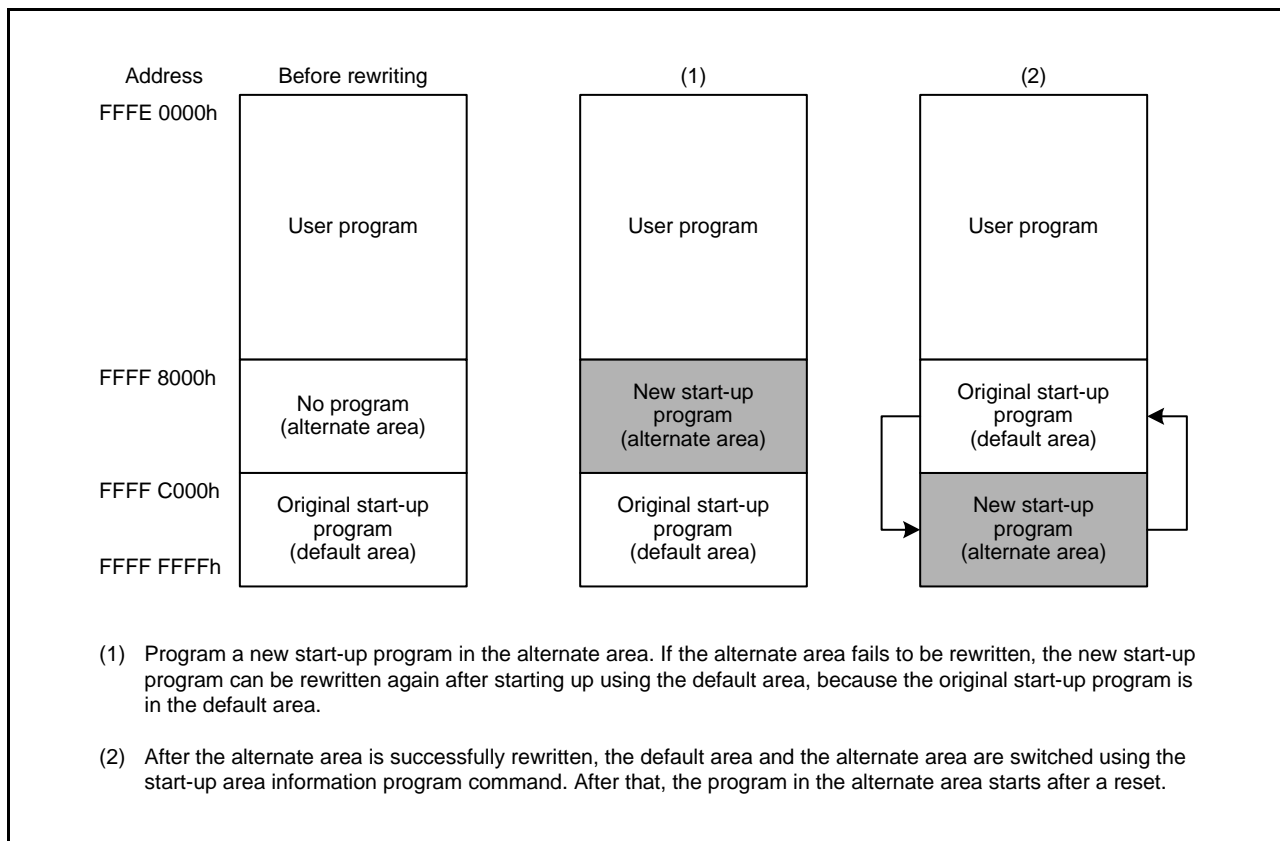 Address Before rewriting (1) (2)
FFFE 0000h
User program User program User program
FFFF 8000h
No program
(alternate area)
New start-up
program
(alternate area)
Original start-up
program
(default area)
FFFF C000h
Original start-up
program
(default area)
Original start-up
program
(default area)
New start-up
program
(alternate area)
FFFF FFFFh
(1) Program a new start-up program in the alternate area. If the alternate area fails to be rewritten, the new start-up
program can be rewritten again after starting up using the default area, because the original start-up program is
in the default area.
(2) After the alternate area is successfully rewritten, the default area and the alternate area are switched using the
start-up area information program command. After that, the program in the alternate area starts after a reset.